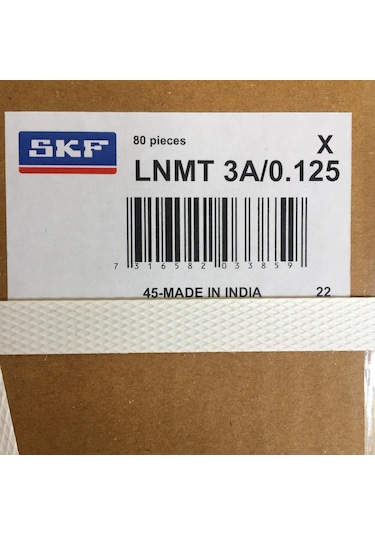 SKF
80 pieces
X
LNMT 3A/0.125
7 316582 033859
45-MADE IN INDIA 22